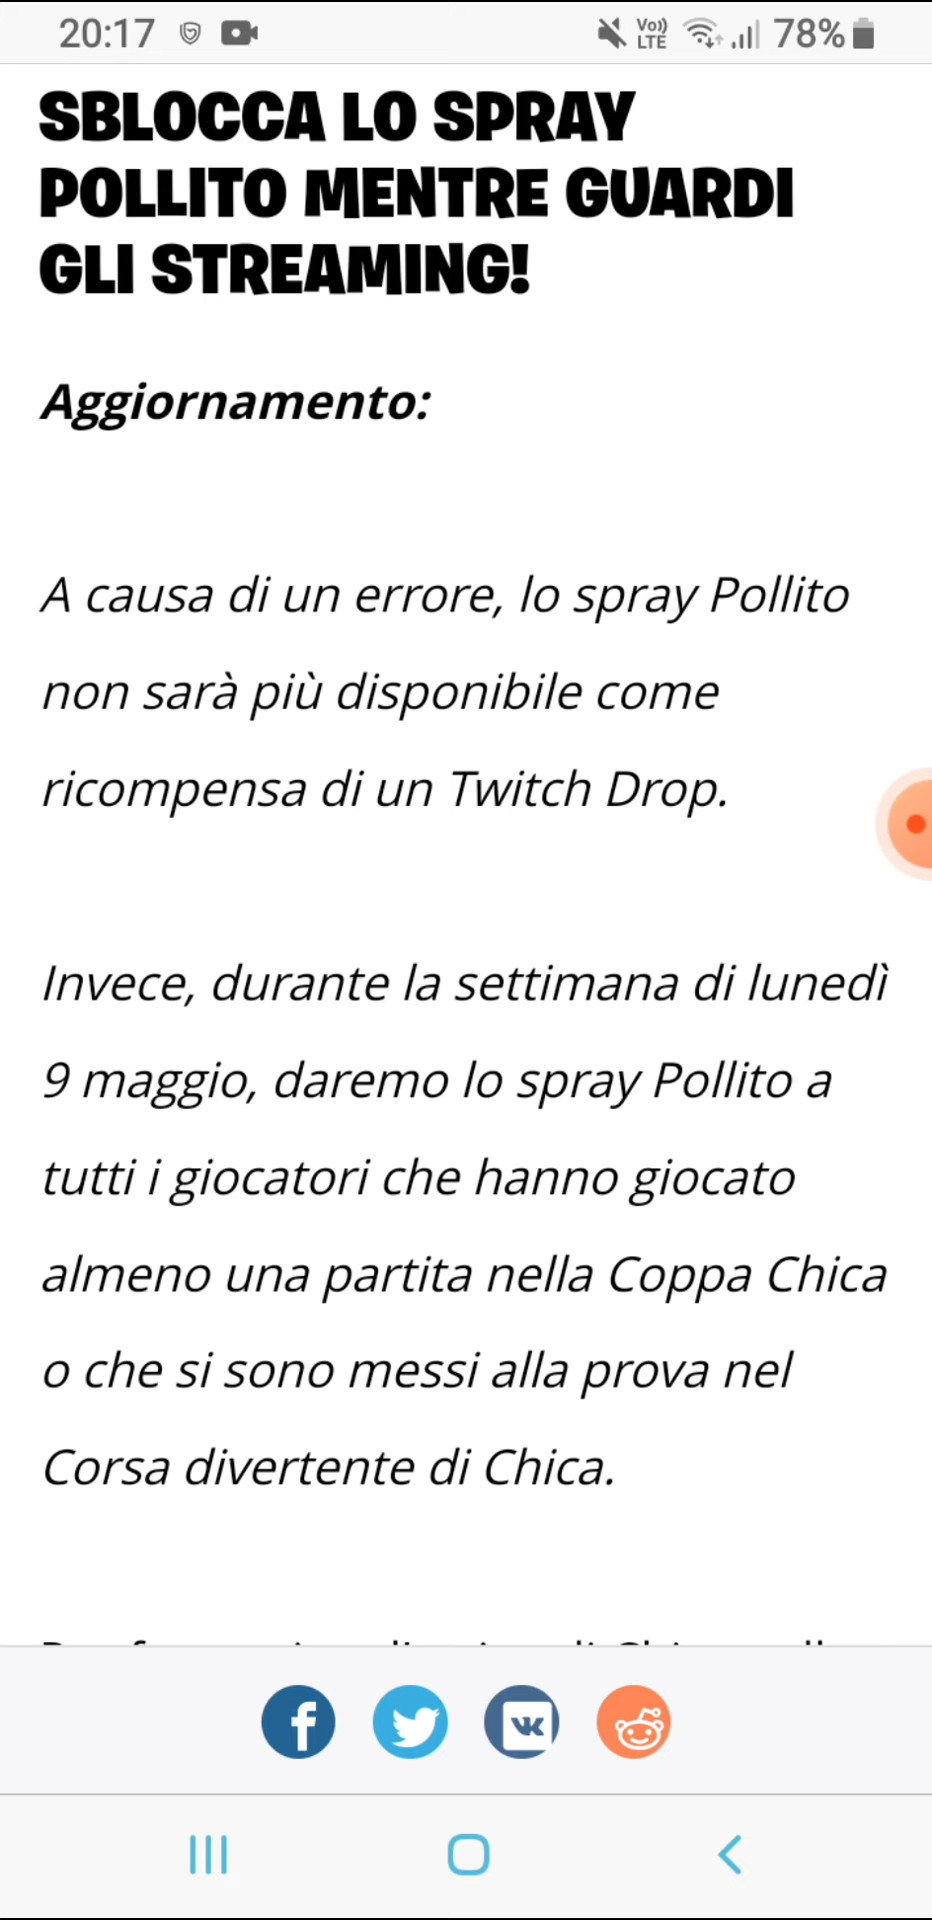 20:17
Vo)) LTE 78%
SBLOCCA LO SPRAY
POLLITO MENTRE GUARDI
GLI STREAMING!
Aggiornamento:
A causa di un errore, lo spray Pollito
non sarà più disponibile come
ricompensa di un Twitch Drop.
Invece, durante la settimana di lunedì
9 maggio, daremo lo spray Pollito a
tutti i giocatori che hanno giocato
almeno una partita nella Coppa Chica
o che si sono messi alla prova nel
Corsa divertente di Chica.